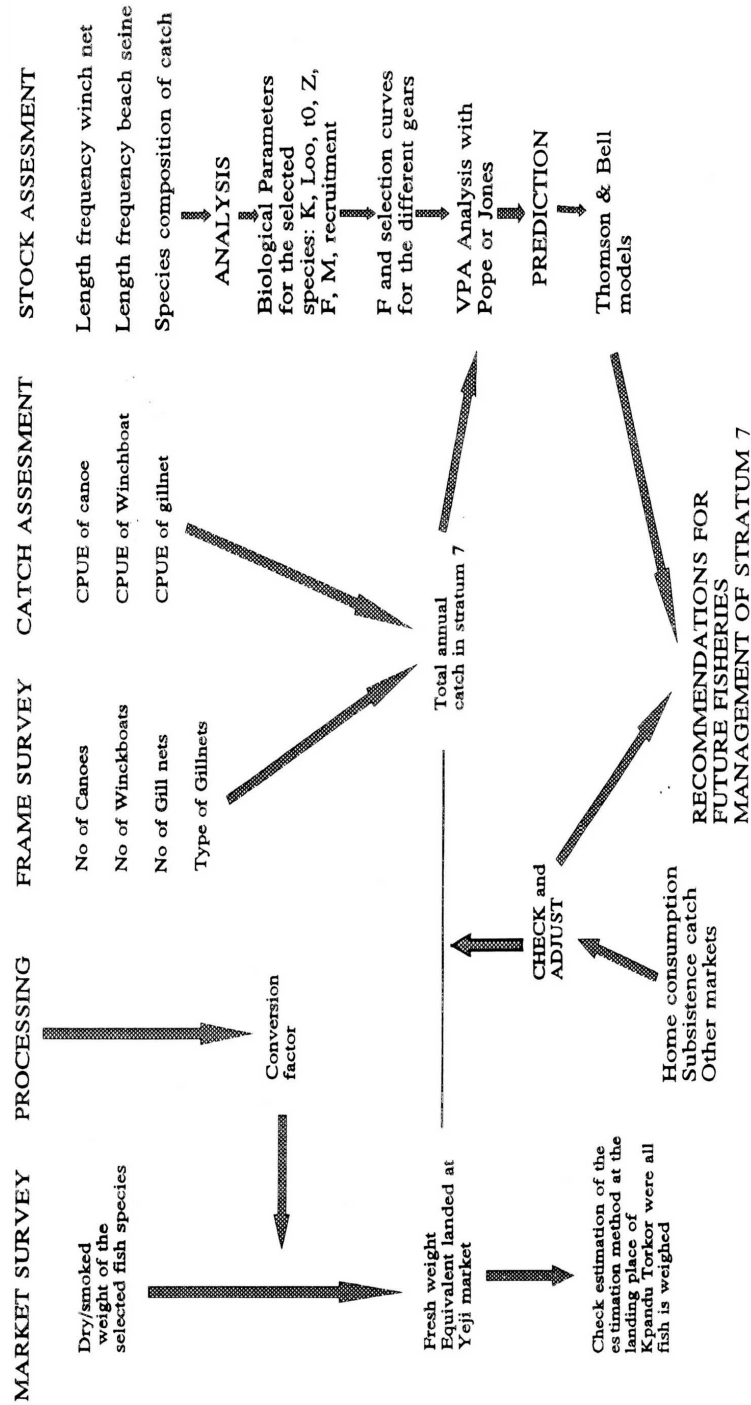 MARKET SURVEY
PROCESSING
FRAME SURVEY
CATCH ASSESMENT
STOCK ASSESMENT
Dry/smoked
weight of the
selected fish species
Conversion
factor
Fresh weight
Equivalent landed at
Yeji market
Check estimation of the
estimation method at the
landing place of
Kpandu Torkor were all
fish is weighed
No of Canoes
No of Winckboats
No of Gill nets
Type of Gillnets
CPUE of canoe
CPUE of Winchboat
CPUE of gillnet
Total annual
catch in stratum 7
CHECK and
ADJUST
Home consumption
Subsistence catch
Other markets
Length frequency winch net
Length frequency beach seine
Species composition of catch
ANALYSIS
Biological Parameters
for the selected
species: K, Loo, t0, Z,
F, M, recruitment
F and selection curves
for the different gears
VPA Analysis with
Pope or Jones
PREDICTION
Thomson & Bell
models
RECOMMENDATIONS FOR
FUTURE FISHERIES
MANAGEMENT OF STRATUM 7